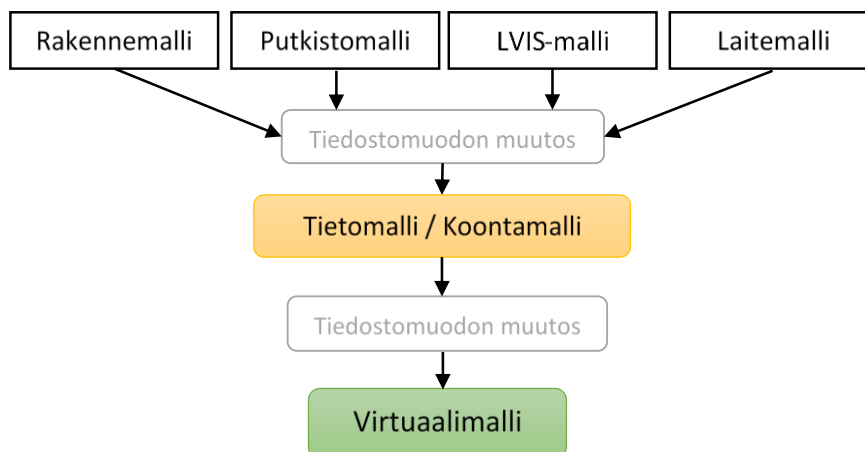 Rakennemalli
Putkistomalli
LVIS-malli
Laitemalli
Tiedostomuodon muutos
Tietomalli / Koontamalli
Tiedostomuodon muutos
Virtuaalimalli